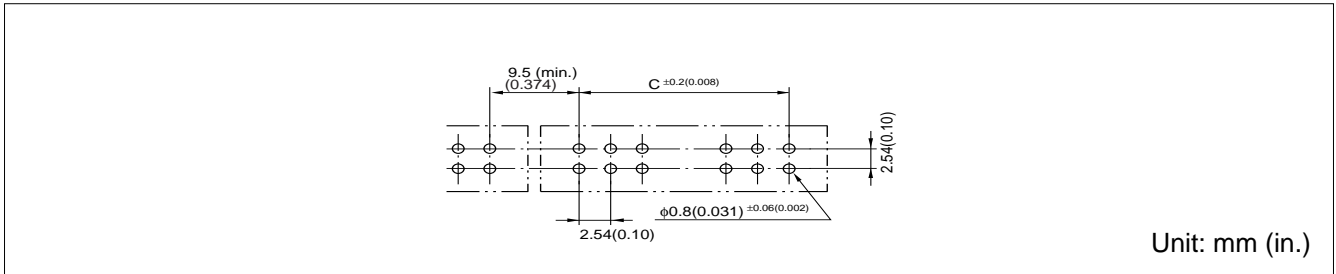 9.5 (min.)
(0.374)
C ±0.2(0.008)
2.54(0.10)
ϕ0.8(0.031) ±0.06(0.002)
2.54(0.10)
Unit: mm (in.)